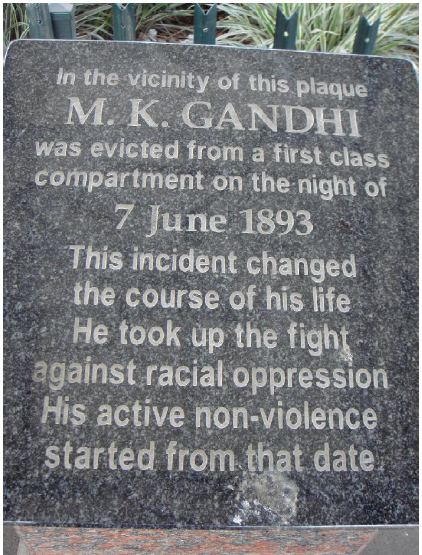 In the vicinity of this plaque
M. K. GANDHI
was evicted from a first class
compartment on the night of
7 June 1893
This incident changed
the course of his life
He took up the fight
against racial oppression
His active non-violence
started from that date